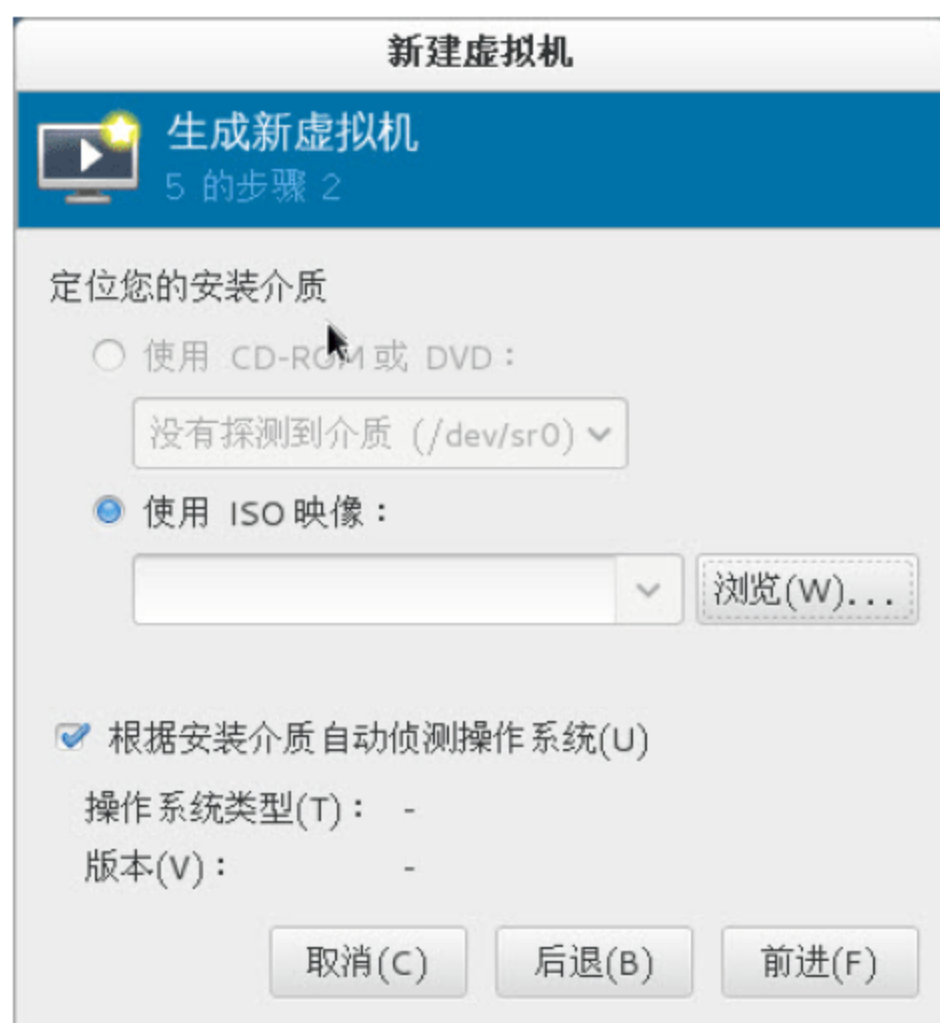 新建虚拟机
生成新虚拟机
5 的步骤 2
定位您的安装介质
使用 CD-ROM 或 DVD：
没有探测到介质 (/dev/sr0)
使用 ISO 映像：
浏览(W)...
根据安装介质自动侦测操作系统(U)
操作系统类型(T)： -
版本(V)： -
取消(C) 后退(B) 前进(F)